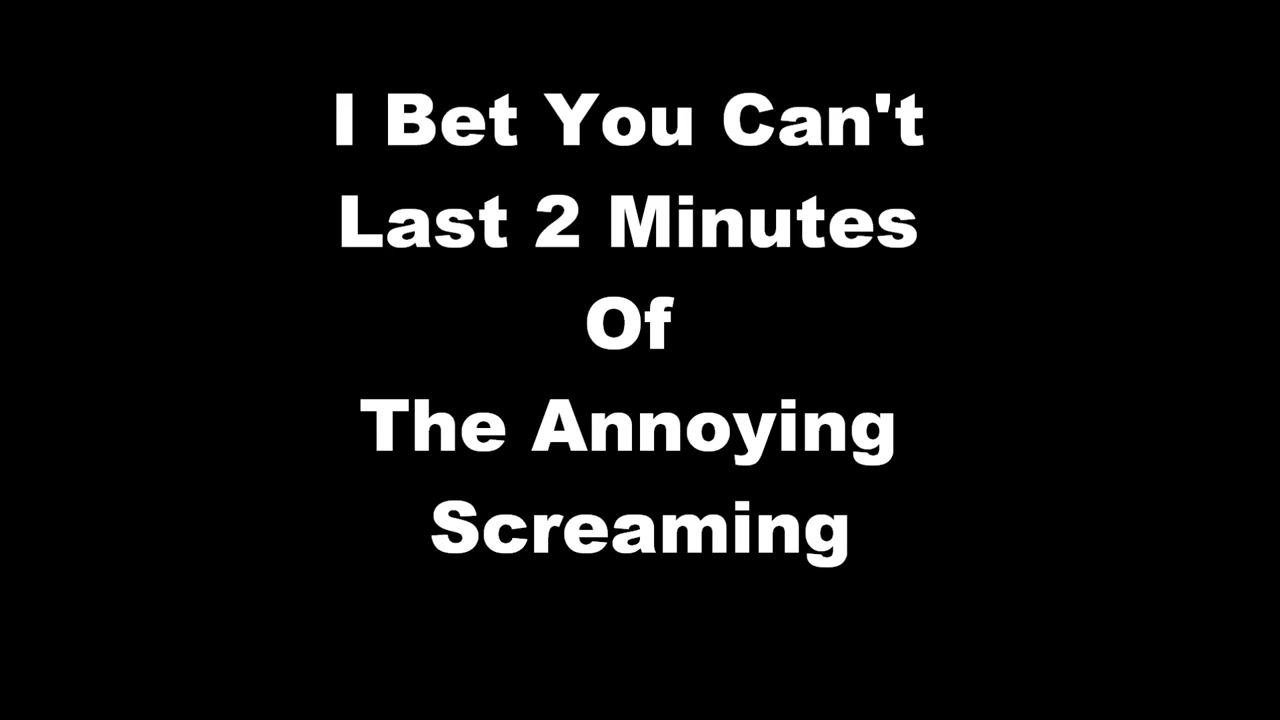 I Bet You Can't
Last 2 Minutes
Of
The Annoying
Screaming